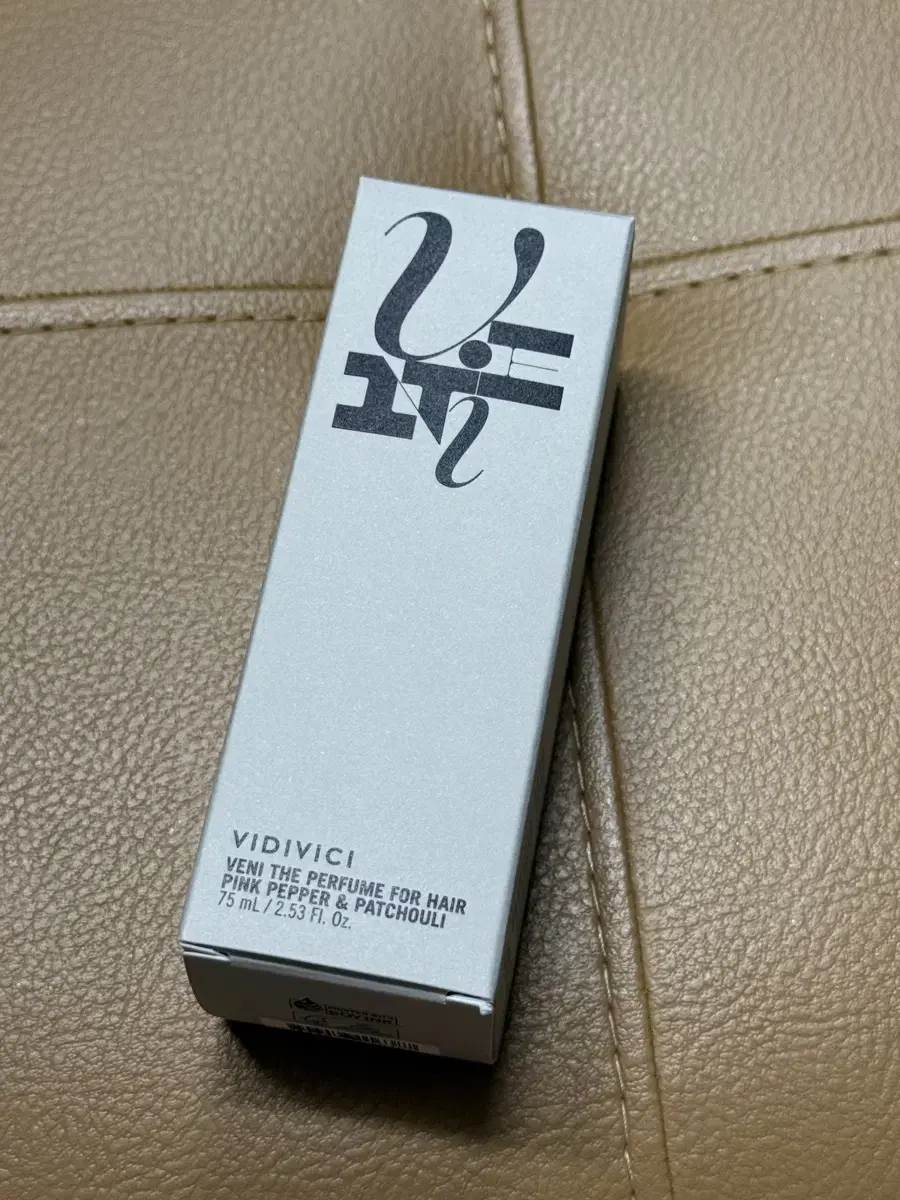 VENi
VIDIVICI
VENI THE PERFUME FOR HAIR
PINK PEPPER & PATCHOULI
75 mL / 2.53 Fl. Oz.